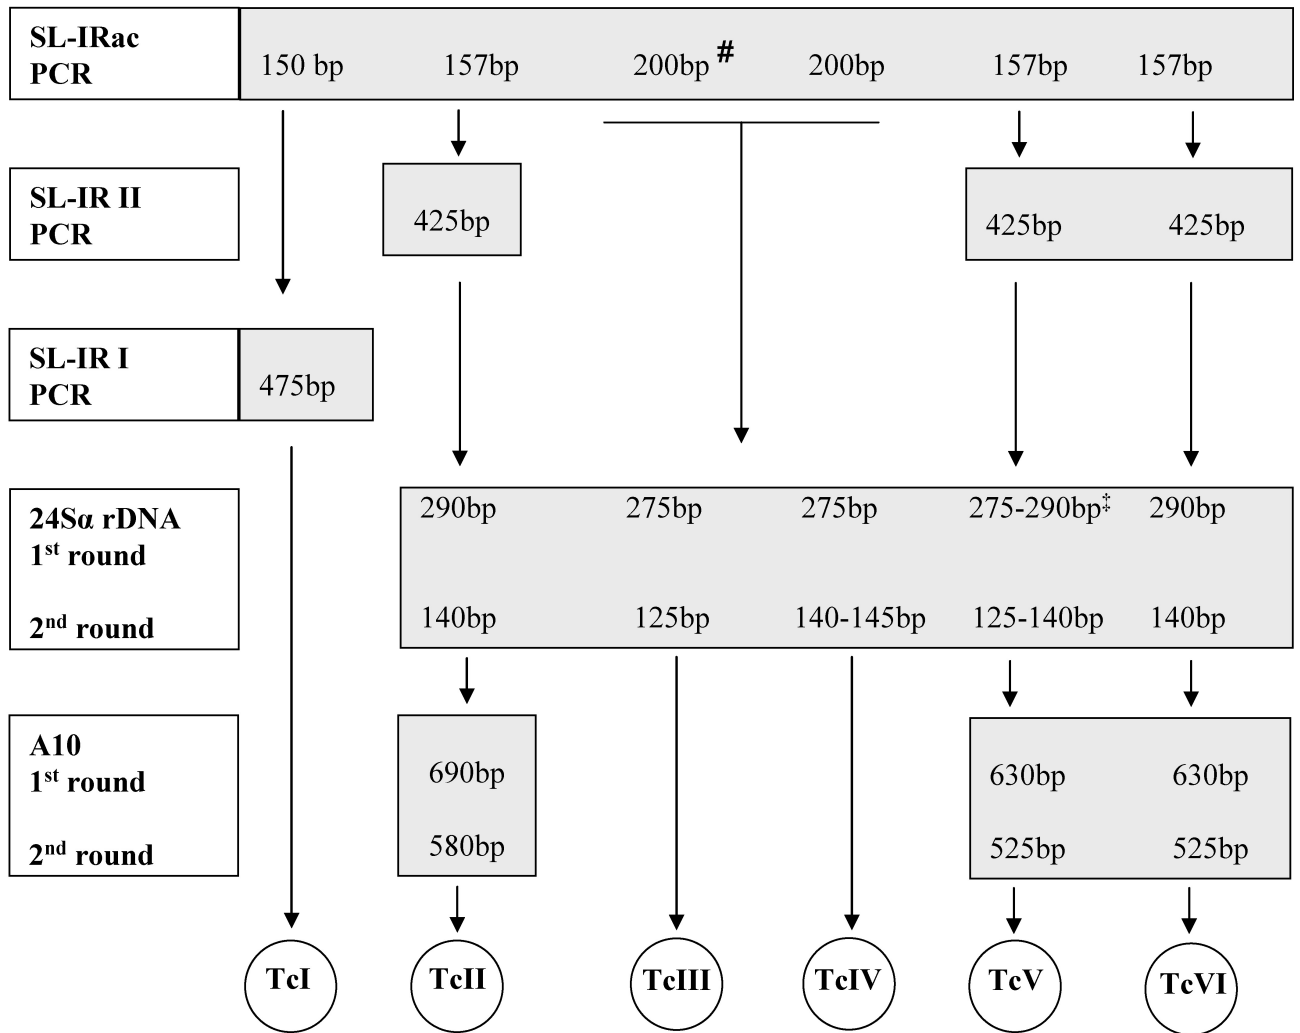 SL-IRac
PCR
150 bp 157bp 200bp # 200bp 157bp 157bp
SL-IR II
PCR
425bp 425bp 425bp
SL-IR I
PCR
475bp
24Sα rDNA
1st round
290bp 275bp 275bp 275-290bp‡ 290bp
2nd round
140bp 125bp 140-145bp 125-140bp 140bp
A10
1st round
690bp 630bp 630bp
2nd round
580bp 525bp 525bp
TcI TcII TcIII TcIV TcV TcVI